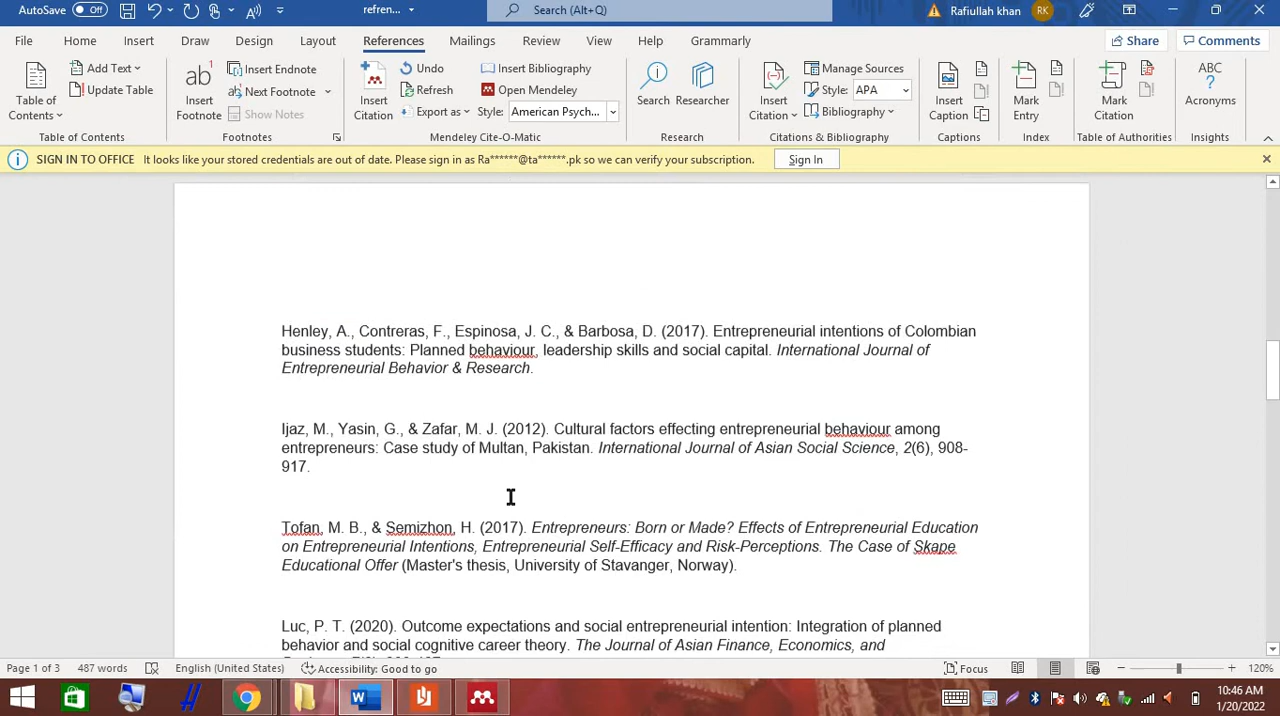 AutoSave Off refren... Search (Alt+Q) Rafiullah khan RK
File Home Insert Draw Design Layout References Mailings Review View Help Grammarly Share Comments
Table of Contents
Add Text
Update Table
Table of Contents
ab1 Insert Footnote
Insert Endnote
Next Footnote
Show Notes
Footnotes
Insert Citation
Undo
Refresh
Export as
Insert Bibliography
Open Mendeley
Style: American Psych...
Mendeley Cite-O-Matic
Search Researcher
Research
Insert Citation
Manage Sources
Style: APA
Bibliography
Citations & Bibliography
Insert Caption
Captions
Mark Entry
Index
Mark Citation
Table of Authorities
ABC ? Acronyms
Insights
SIGN IN TO OFFICE It looks like your stored credentials are out of date. Please sign in as Ra******@ta******.pk so we can verify your subscription. Sign In
Henley, A., Contreras, F., Espinosa, J. C., & Barbosa, D. (2017). Entrepreneurial intentions of Colombian
business students: Planned behaviour, leadership skills and social capital. International Journal of
Entrepreneurial Behavior & Research.
Ijaz, M., Yasin, G., & Zafar, M. J. (2012). Cultural factors effecting entrepreneurial behaviour among
entrepreneurs: Case study of Multan, Pakistan. International Journal of Asian Social Science, 2(6), 908-
917.
Tofan, M. B., & Semizhon, H. (2017). Entrepreneurs: Born or Made? Effects of Entrepreneurial Education
on Entrepreneurial Intentions, Entrepreneurial Self-Efficacy and Risk-Perceptions. The Case of Skape
Educational Offer (Master's thesis, University of Stavanger, Norway).
Luc, P. T. (2020). Outcome expectations and social entrepreneurial intention: Integration of planned
behavior and social cognitive career theory. The Journal of Asian Finance, Economics, and
Page 1 of 3 487 words English (United States) Accessibility: Good to go Focus 120%
10:46 AM
1/20/2022